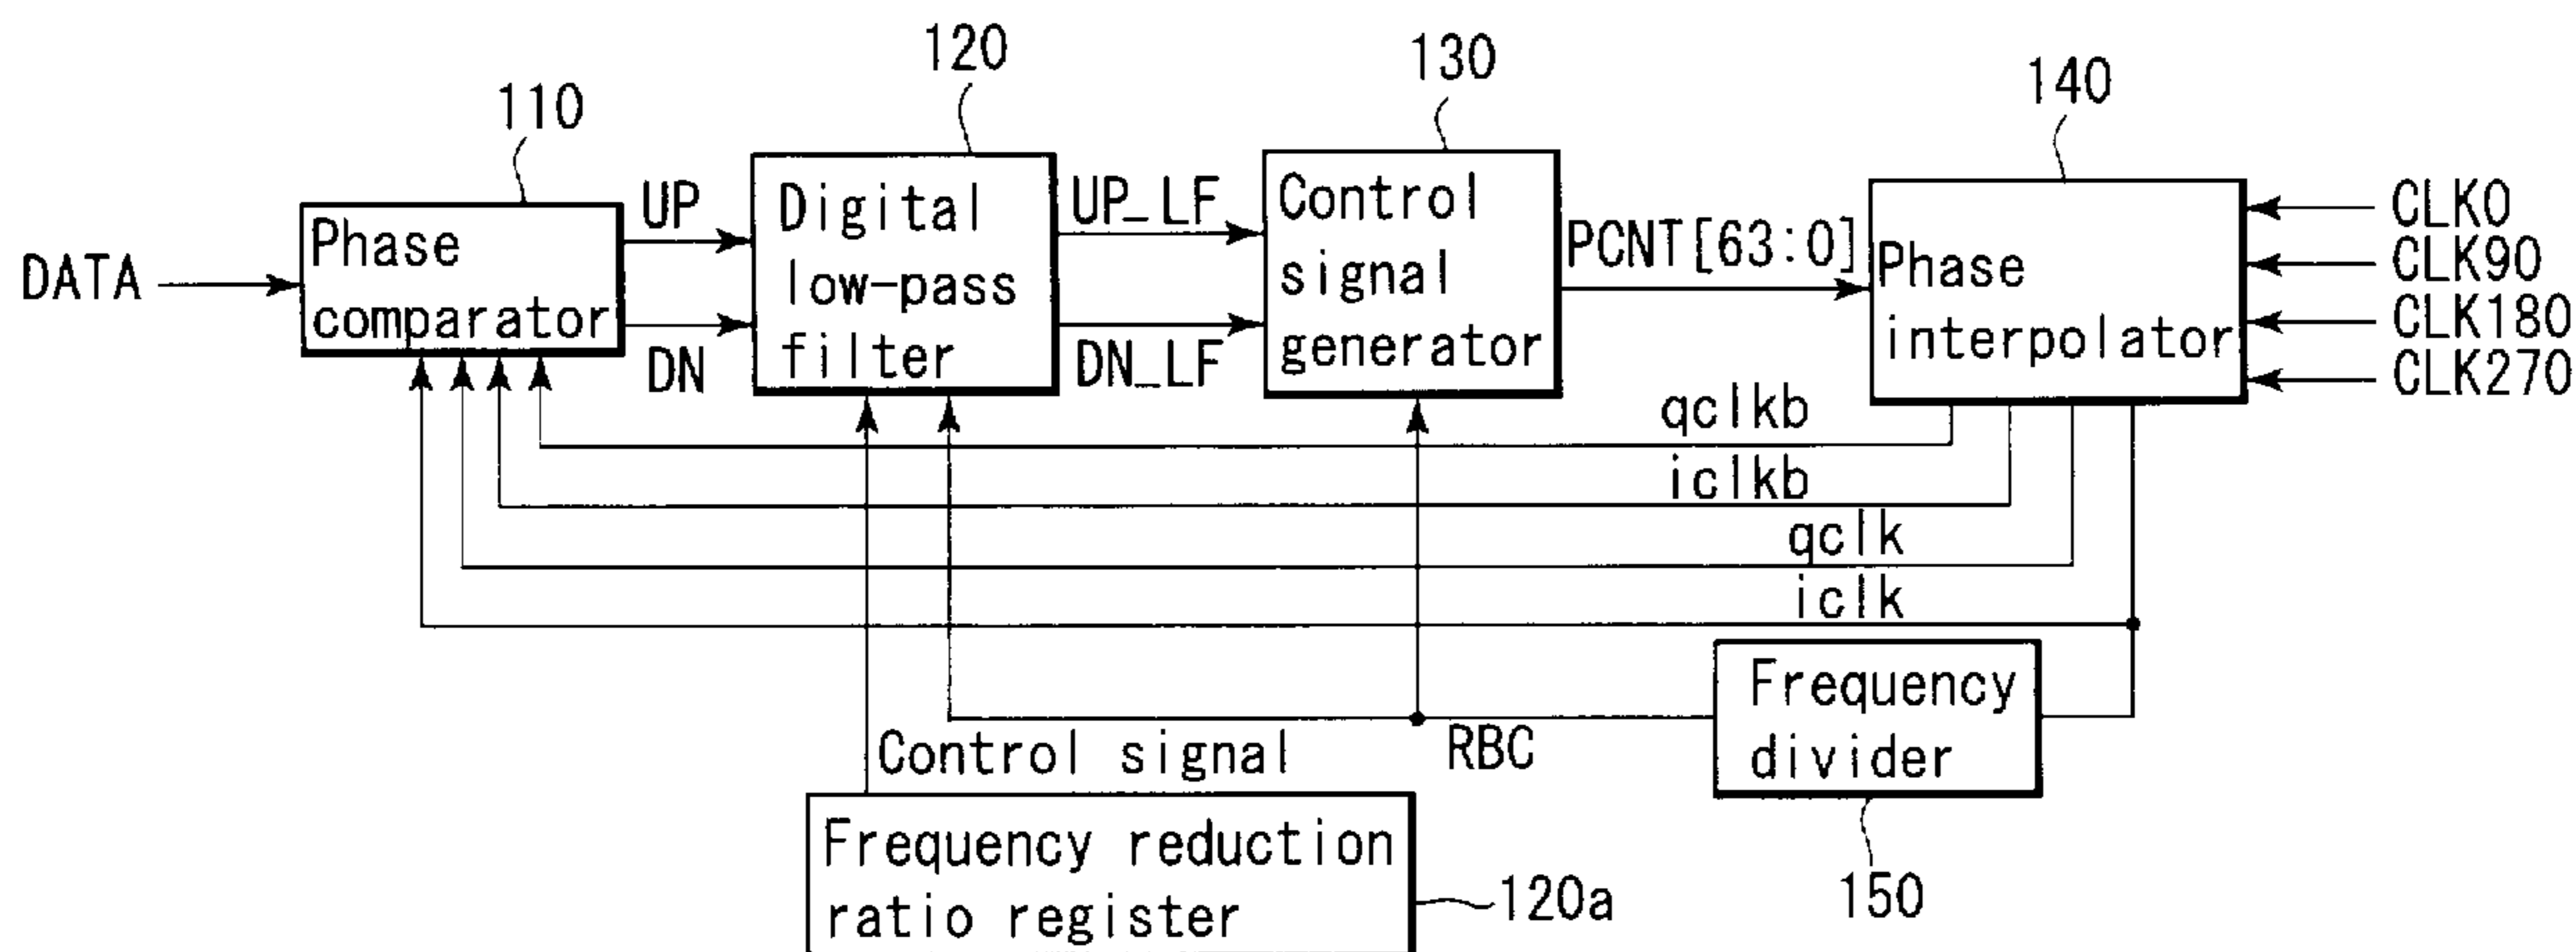 120
130
140
110
DATA
Phase
comparator
UP
DN
Digital
low-pass
filter
UP_LF
DN_LF
Control
signal
generator
PCNT[63:0]
Phase
interpolator
CLK0
CLK90
CLK180
CLK270
qclkb
iclkb
qclk
iclk
Control signal
RBC
Frequency
divider
Frequency reduction
ratio register
120a
150